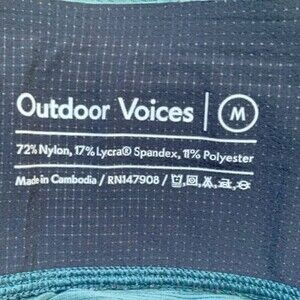 Outdoor Voices | M
72% Nylon, 17% Lycra® Spandex, 11% Polyester
Made in Cambodia / RN147908 /